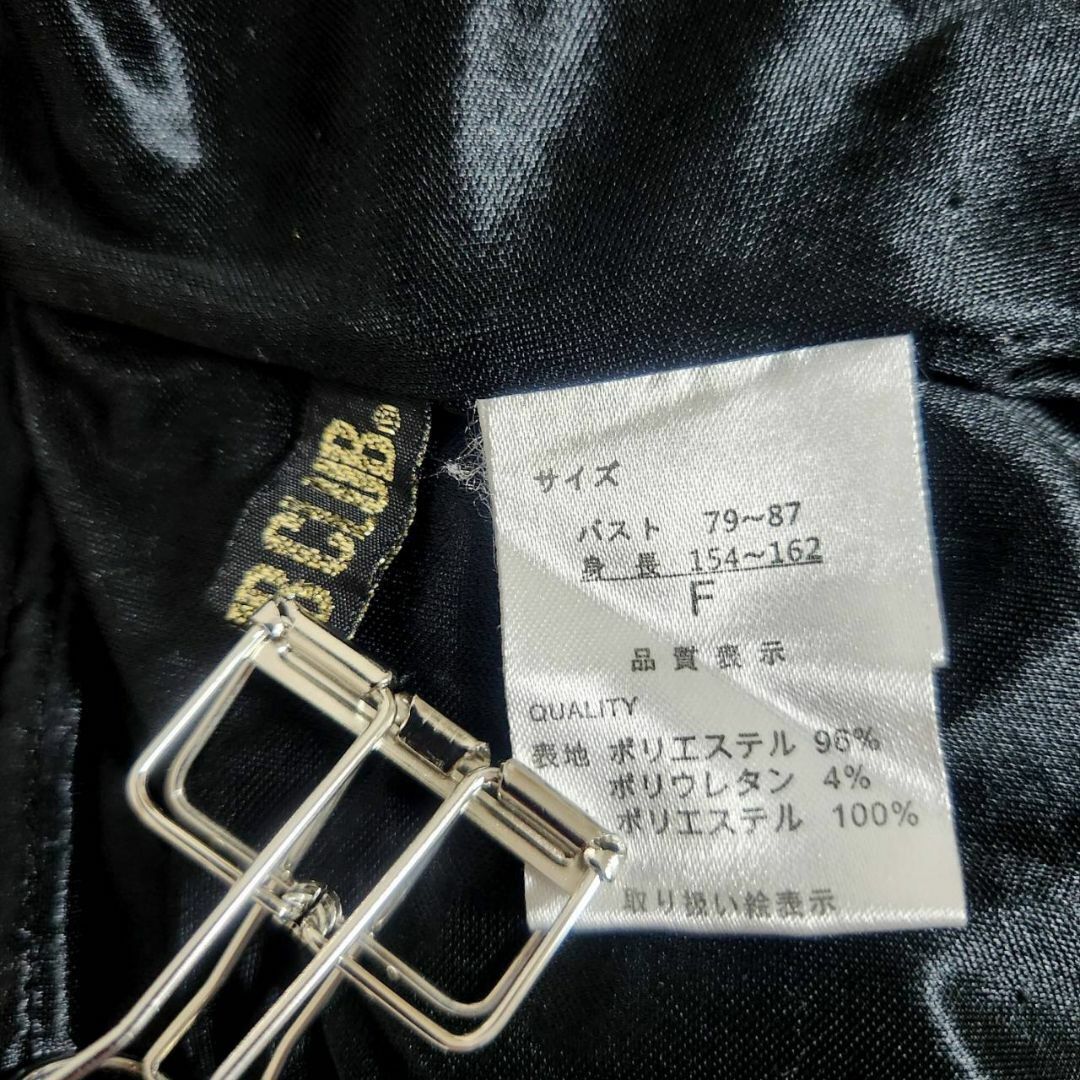 B CLUB®
サイズ
バスト 79～87
身長 154～162
F
品質表示
QUALITY
表地 ポリエステル 96%
ポリウレタン 4%
ポリエステル 100%
取り扱い絵表示